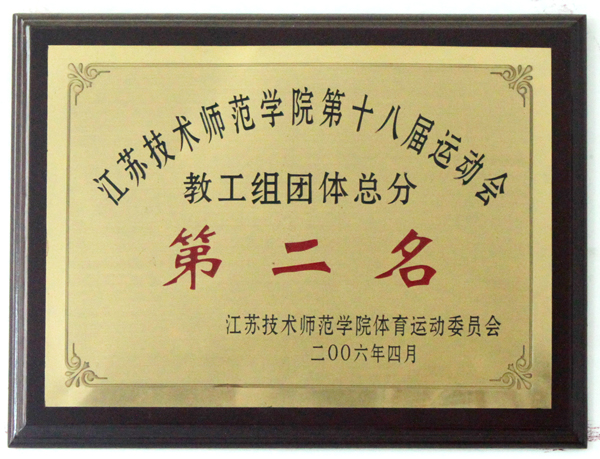 江苏技术师范学院第十八届运动会
教工组团体总分
第二名
江苏技术师范学院体育运动委员会
二00六年四月